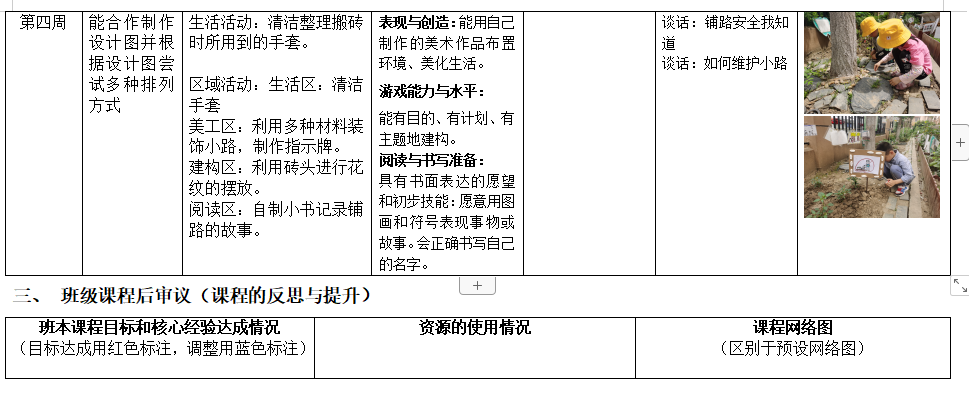 第四周
能合作制作
设计图并根
据设计图尝
试多种排列
方式
生活活动：清洁整理搬砖
时所用到的手套。
区域活动：生活区：清洁
手套
美工区：利用多种材料装
饰小路，制作指示牌。
建构区：利用砖头进行花
纹的摆放。
阅读区：自制小书记录铺
路的故事。
表现与创造：能用自己
制作的美术作品布置
环境、美化生活。
游戏能力与水平：
能有目的、有计划、有
主题地建构。
阅读与书写准备：
具有书面表达的愿望
和初步技能：愿意用图
画和符号表现事物或
故事。会正确书写自己
的名字。
谈话：铺路安全我知
道
谈话：如何维护小路
三、 班级课程后审议（课程的反思与提升）
班本课程目标和核心经验达成情况
（目标达成用红色标注，调整用蓝色标注）
资源的使用情况
课程网络图
（区别于预设网络图）